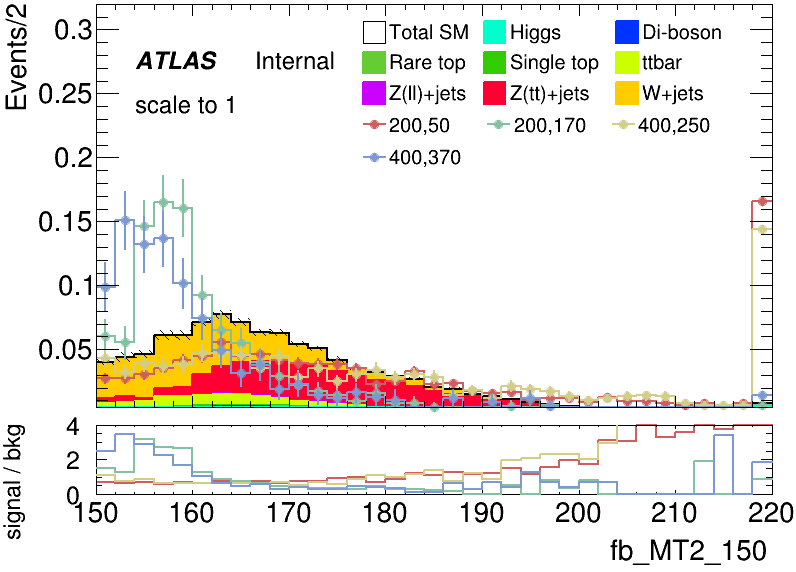 Events/2
0.3
0.25
0.2
0.15
0.1
0.05
ATLAS Internal
scale to 1
Total SM Higgs Di-boson
Rare top Single top ttbar
Z(ll)+jets Z(tt)+jets W+jets
200,50 200,170 400,250
400,370
signal / bkg
4
2
0
150 160 170 180 190 200 210 220
fb_MT2_150